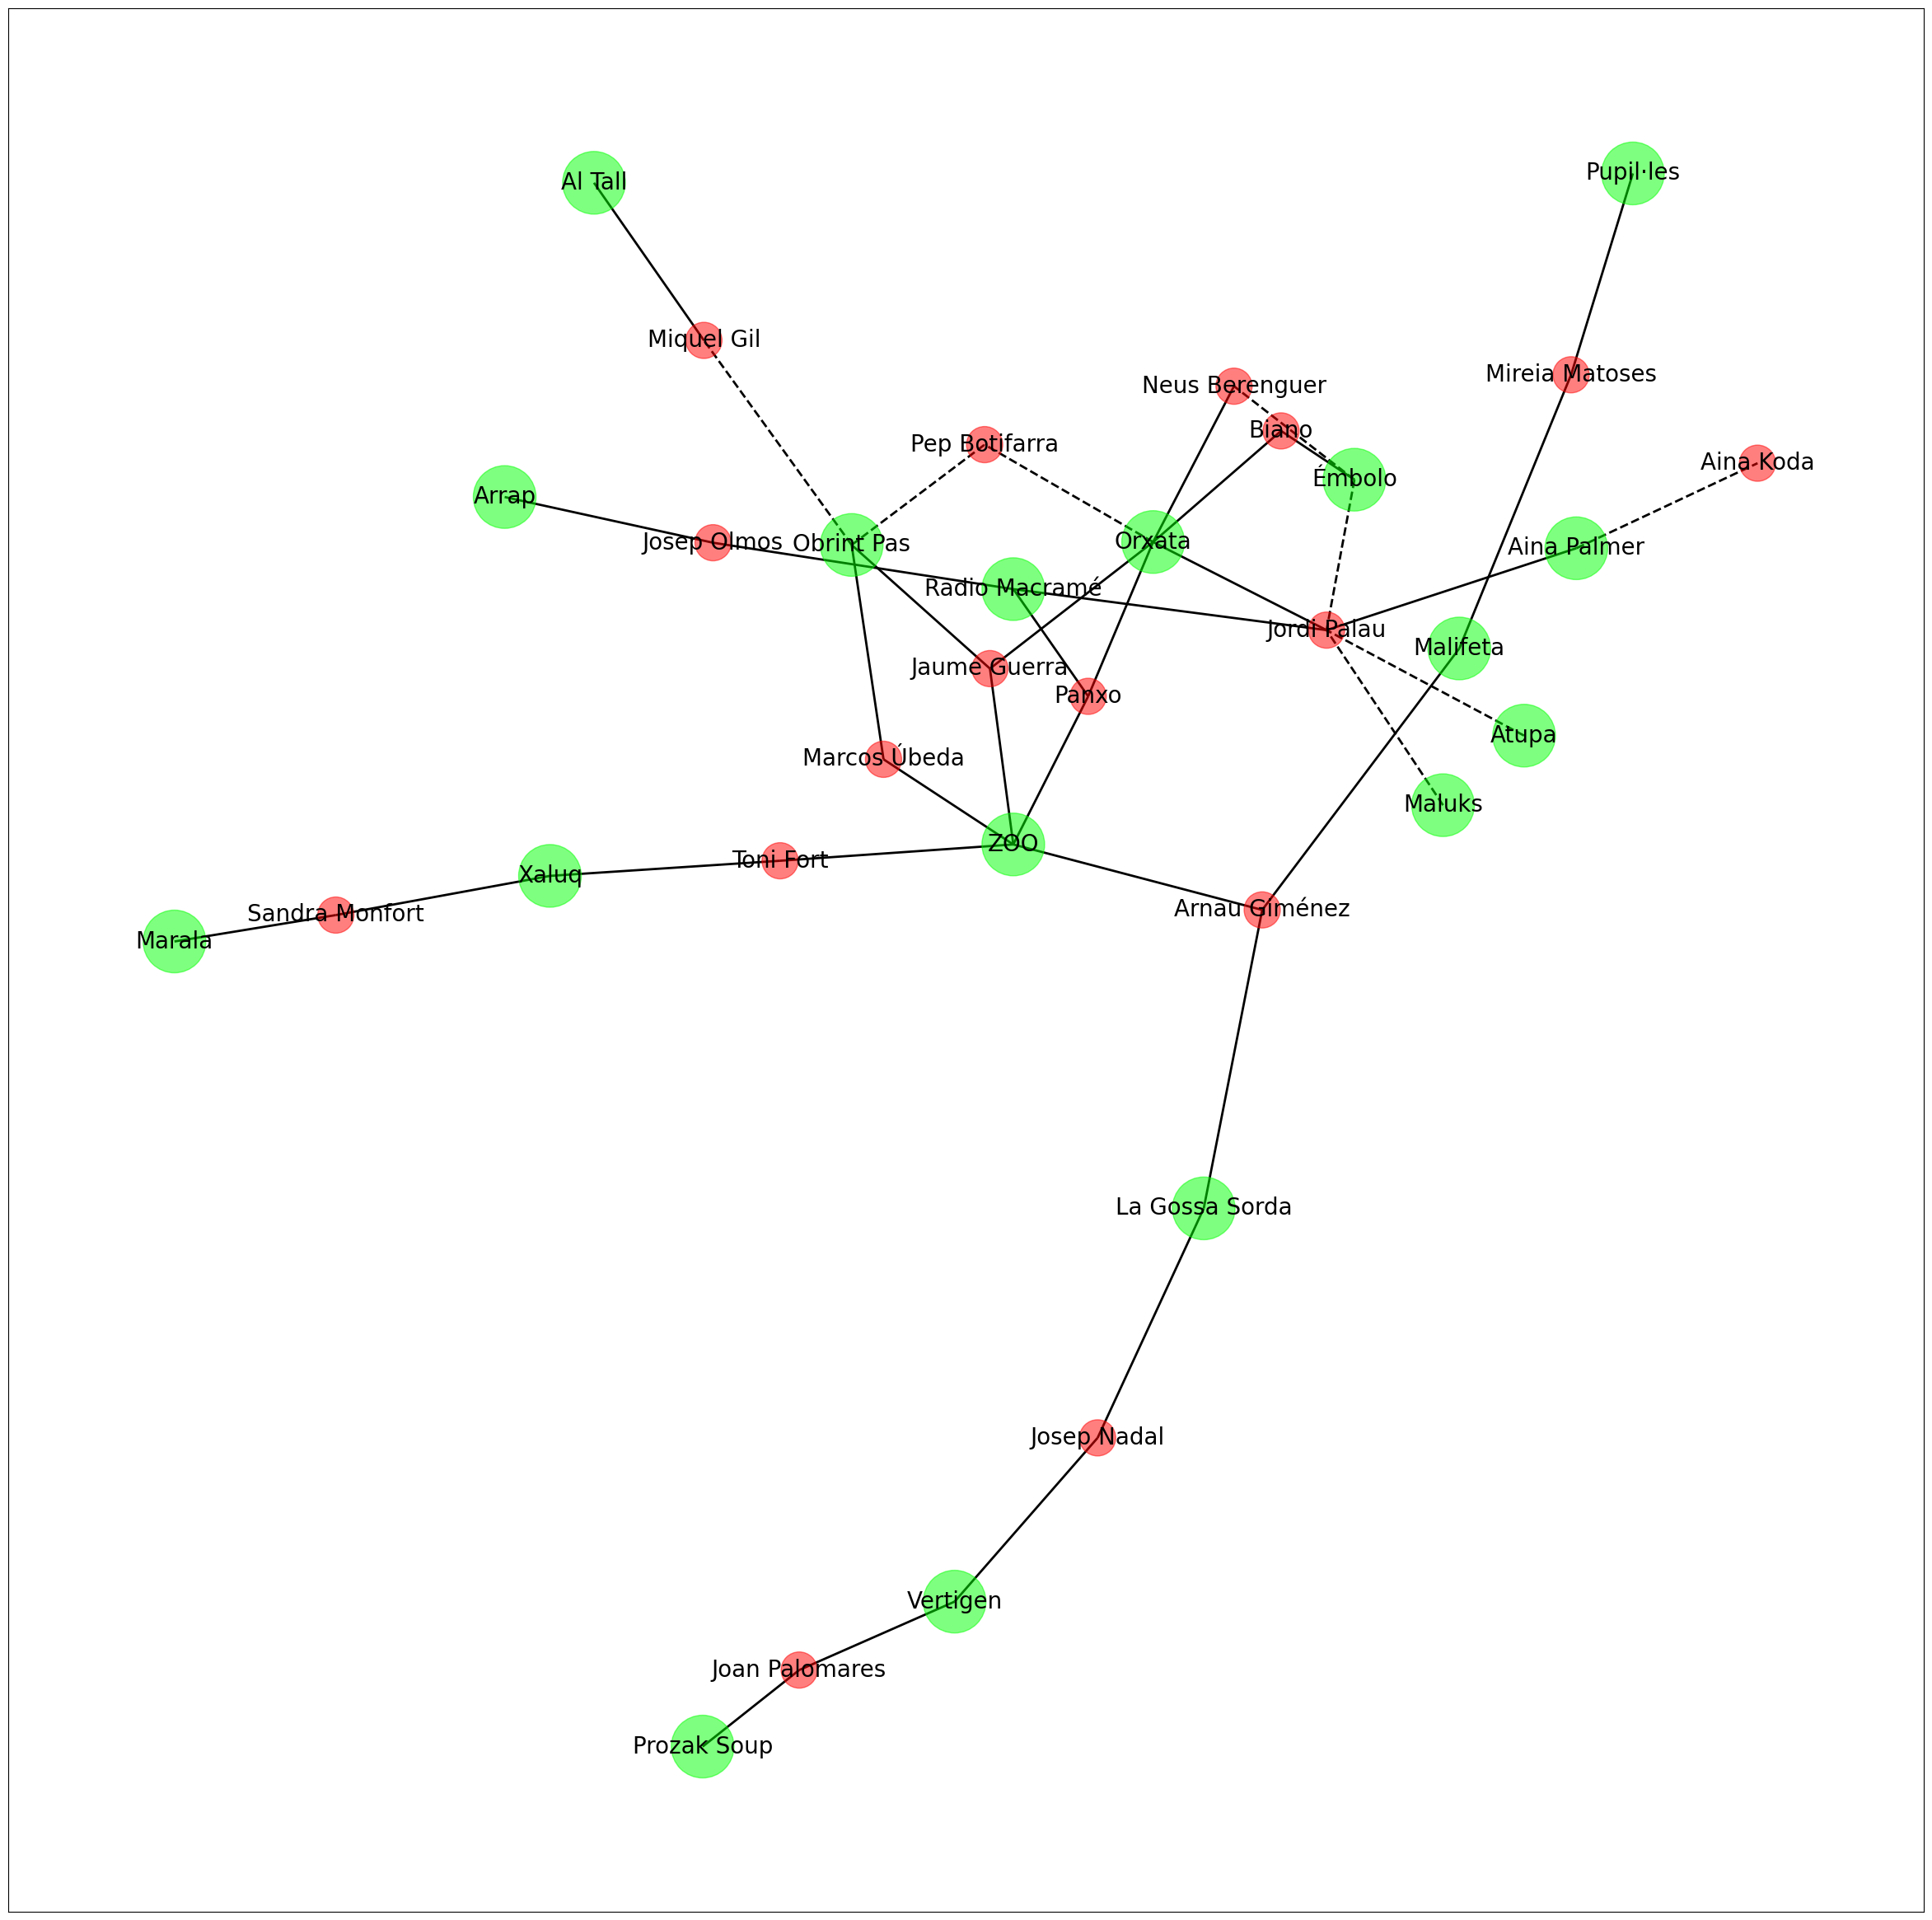 Pupil·les
Al Tall
Miquel Gil
Mireia Matoses
Neus Berenguer
Biano
Pep Botifarra
Aina Koda
Émbolo
Arrap
Josep Olmos
Obrint Pas
Orxata
Aina Palmer
Radio Macramé
Jordi Palau
Malifeta
Jaume Guerra
Panxo
Atupa
Marcos Úbeda
Maluks
ZOO
Toni Fort
Xaluq
Arnau Giménez
Sandra Monfort
Marala
La Gossa Sorda
Josep Nadal
Vertigen
Joan Palomares
Prozak Soup